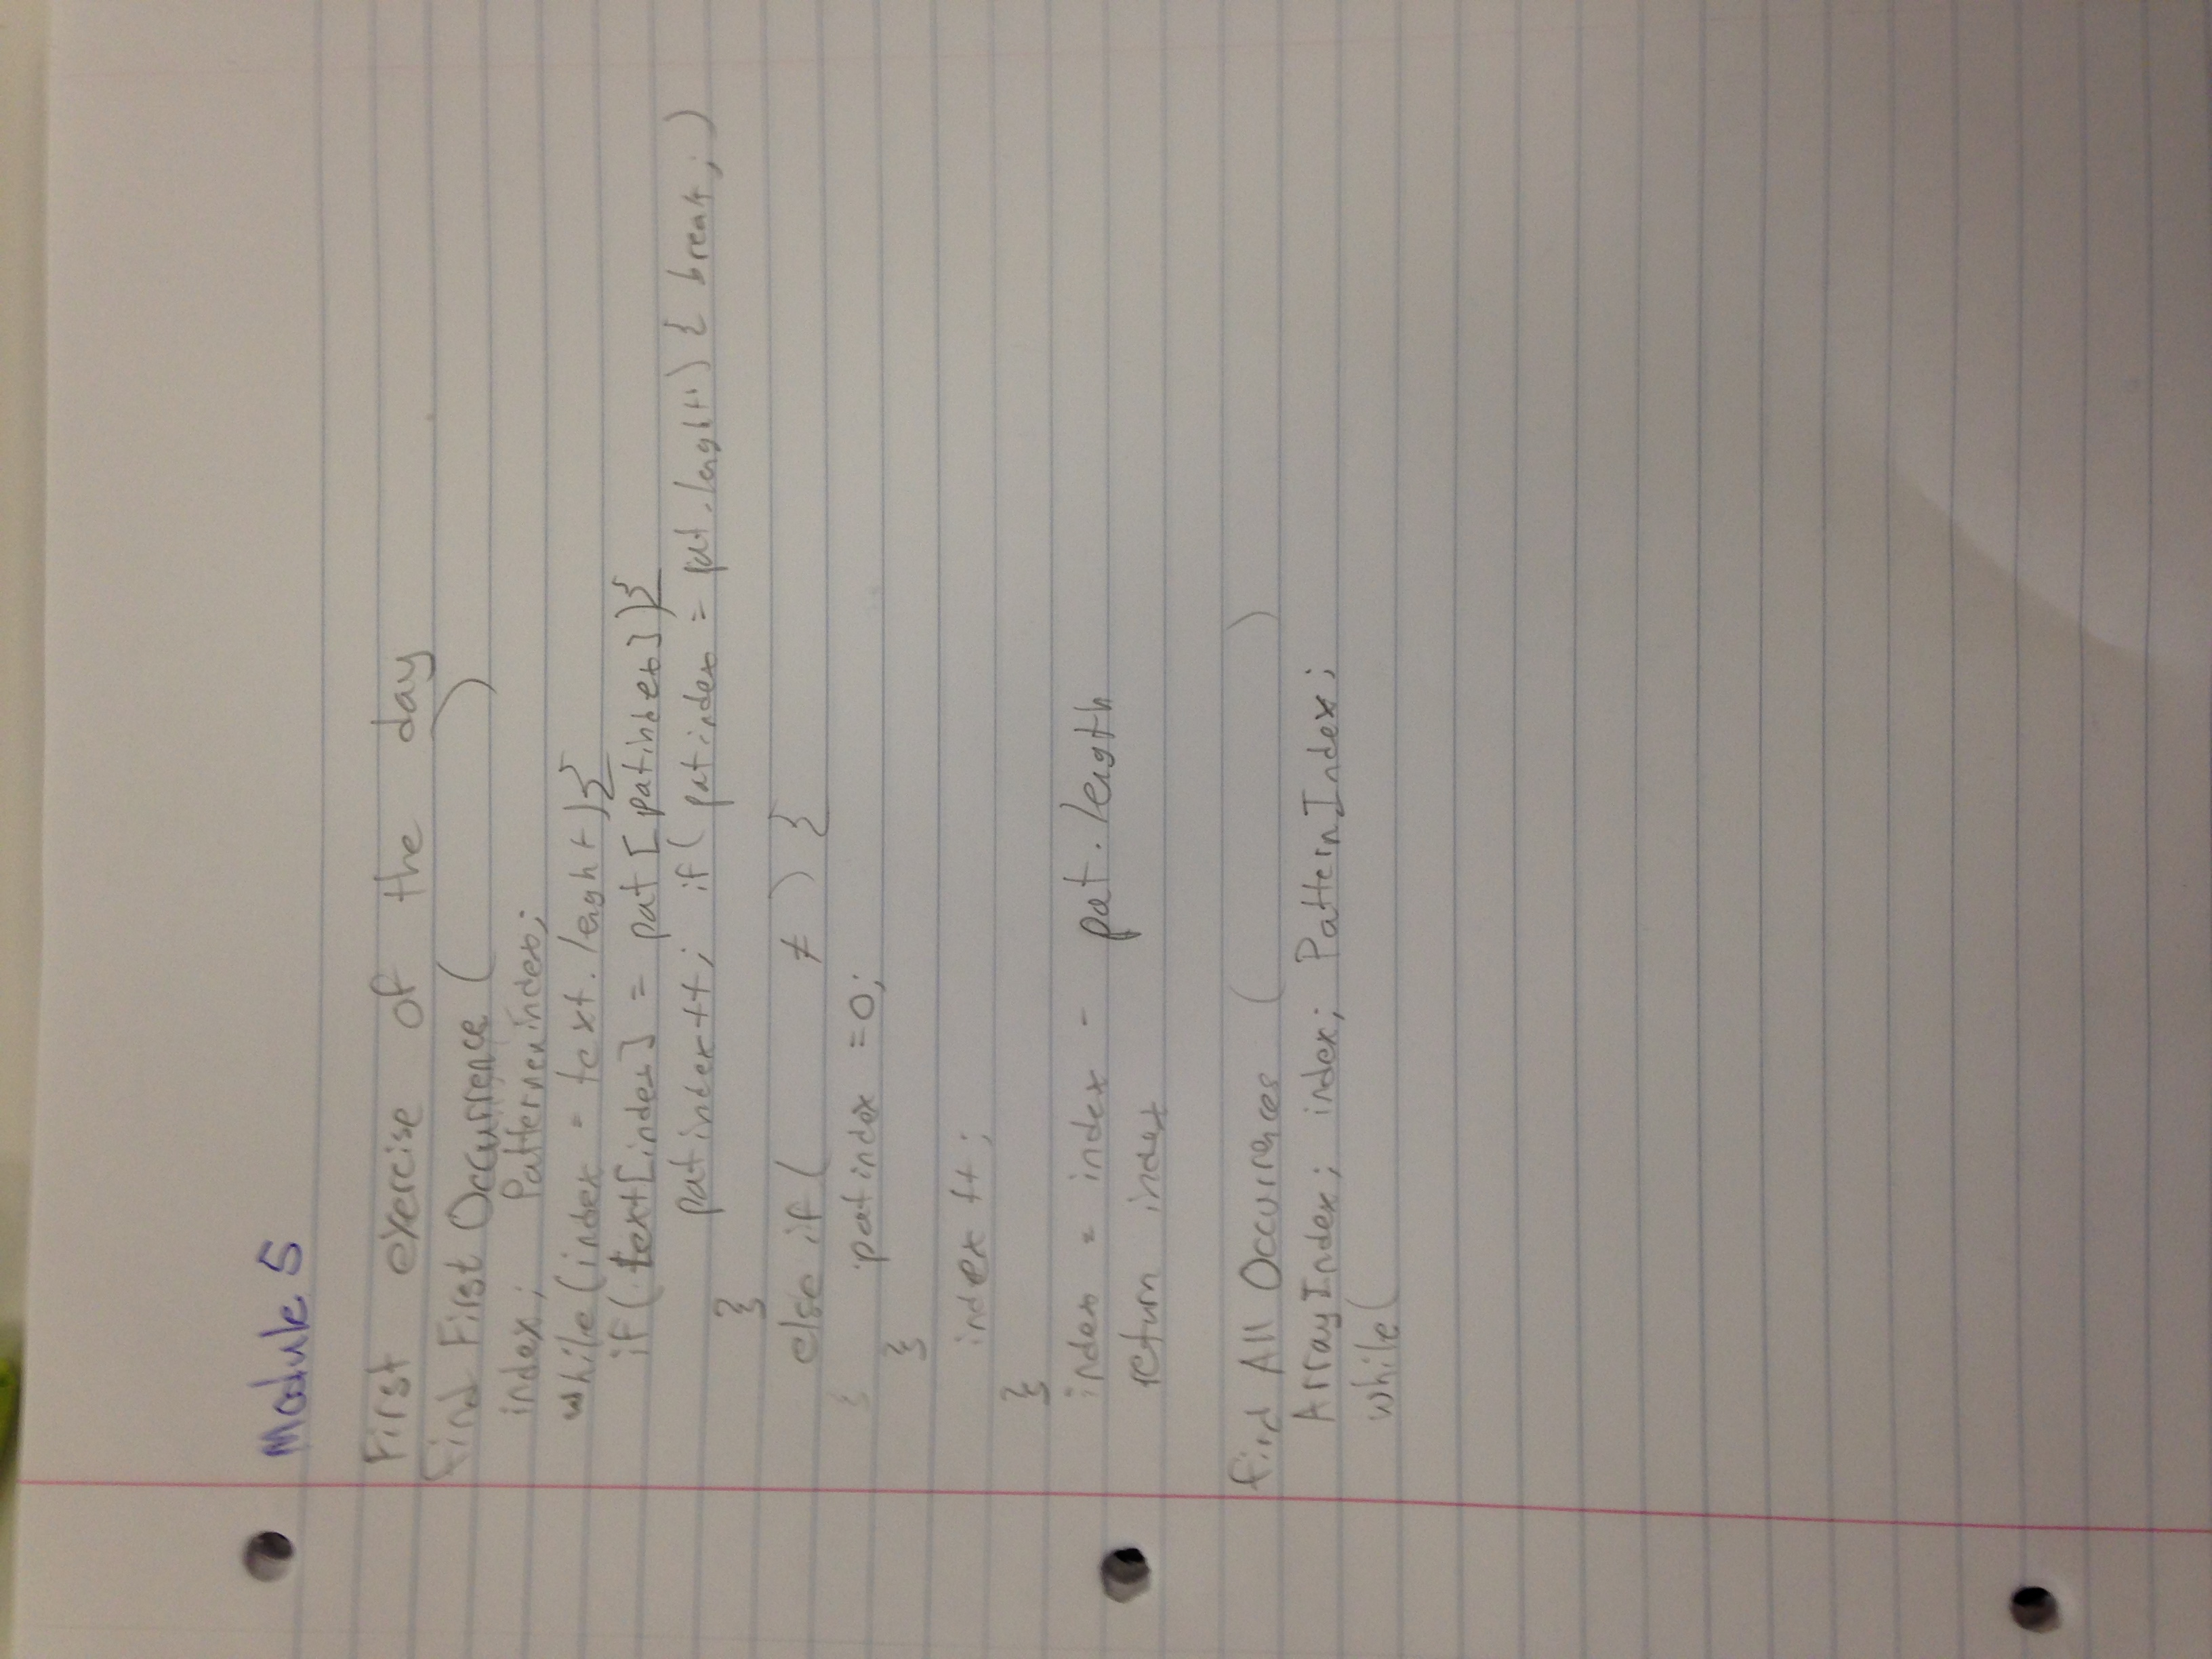 Module 5
First exercise of the day
find First Occurrence ( )
index; Patternenindex;
while (index = text.lenght){
if( text[index] = pat [patindex]){
patindex++; if( patindex = pat.lenght) { break; )
}
else if ( ≠ ) {
{ patindex =0;
}
index ++;
}
index = index - pat.length
return index
find All Occurrences ( )
ArrayIndex; index; PatternIndex;
while(